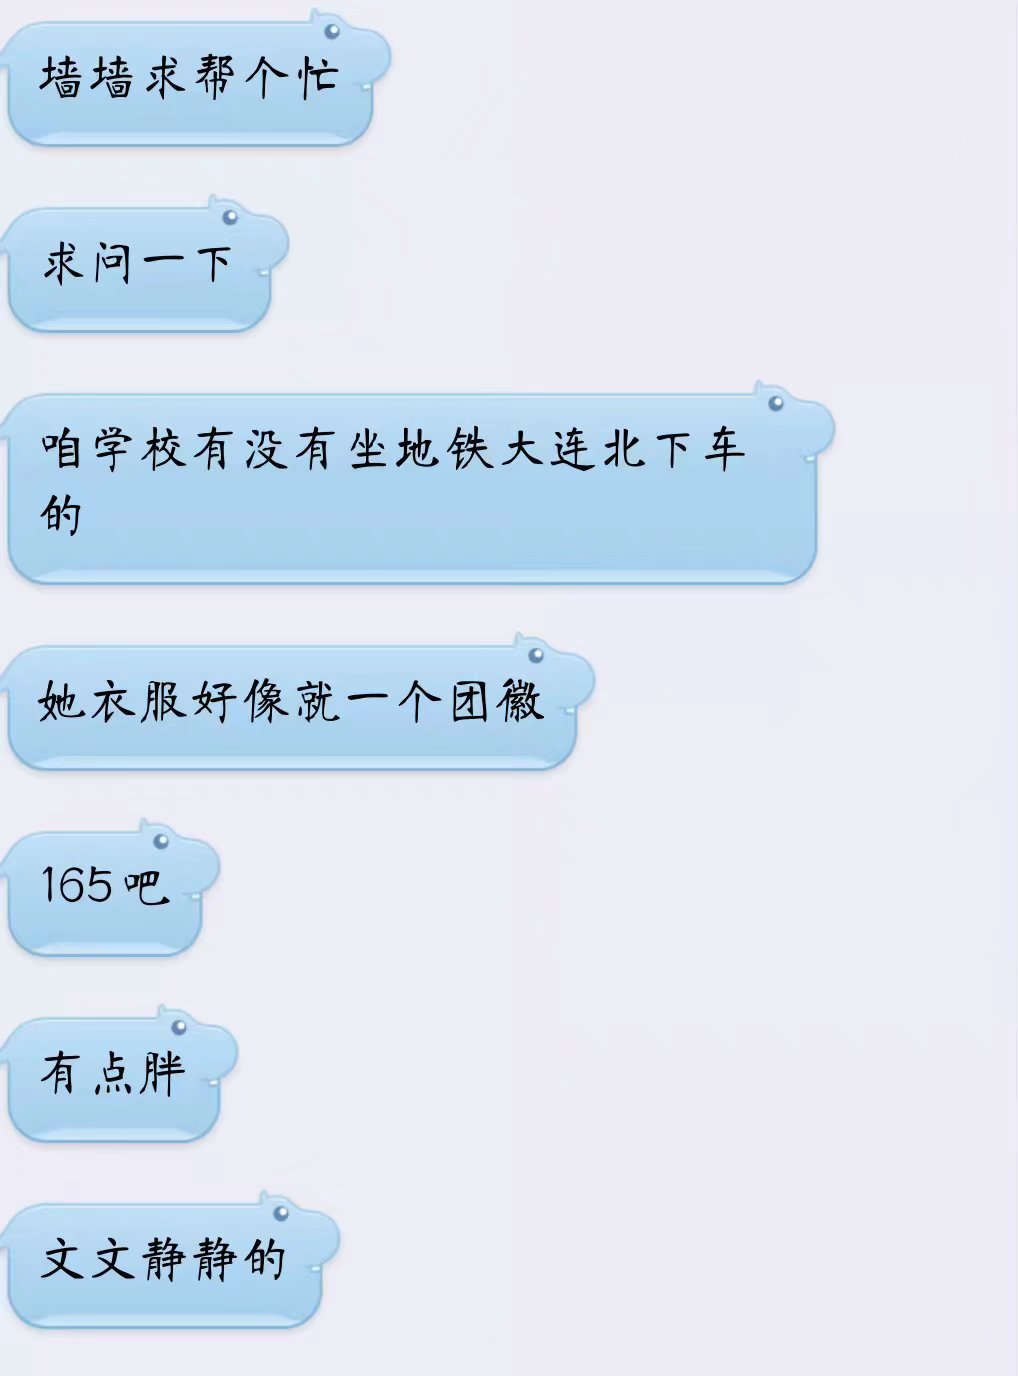 墙墙求帮个忙
求问一下
咱学校有没有坐地铁大连北下车
的
她衣服好像就一个团徽
165吧
有点胖
文文静静的